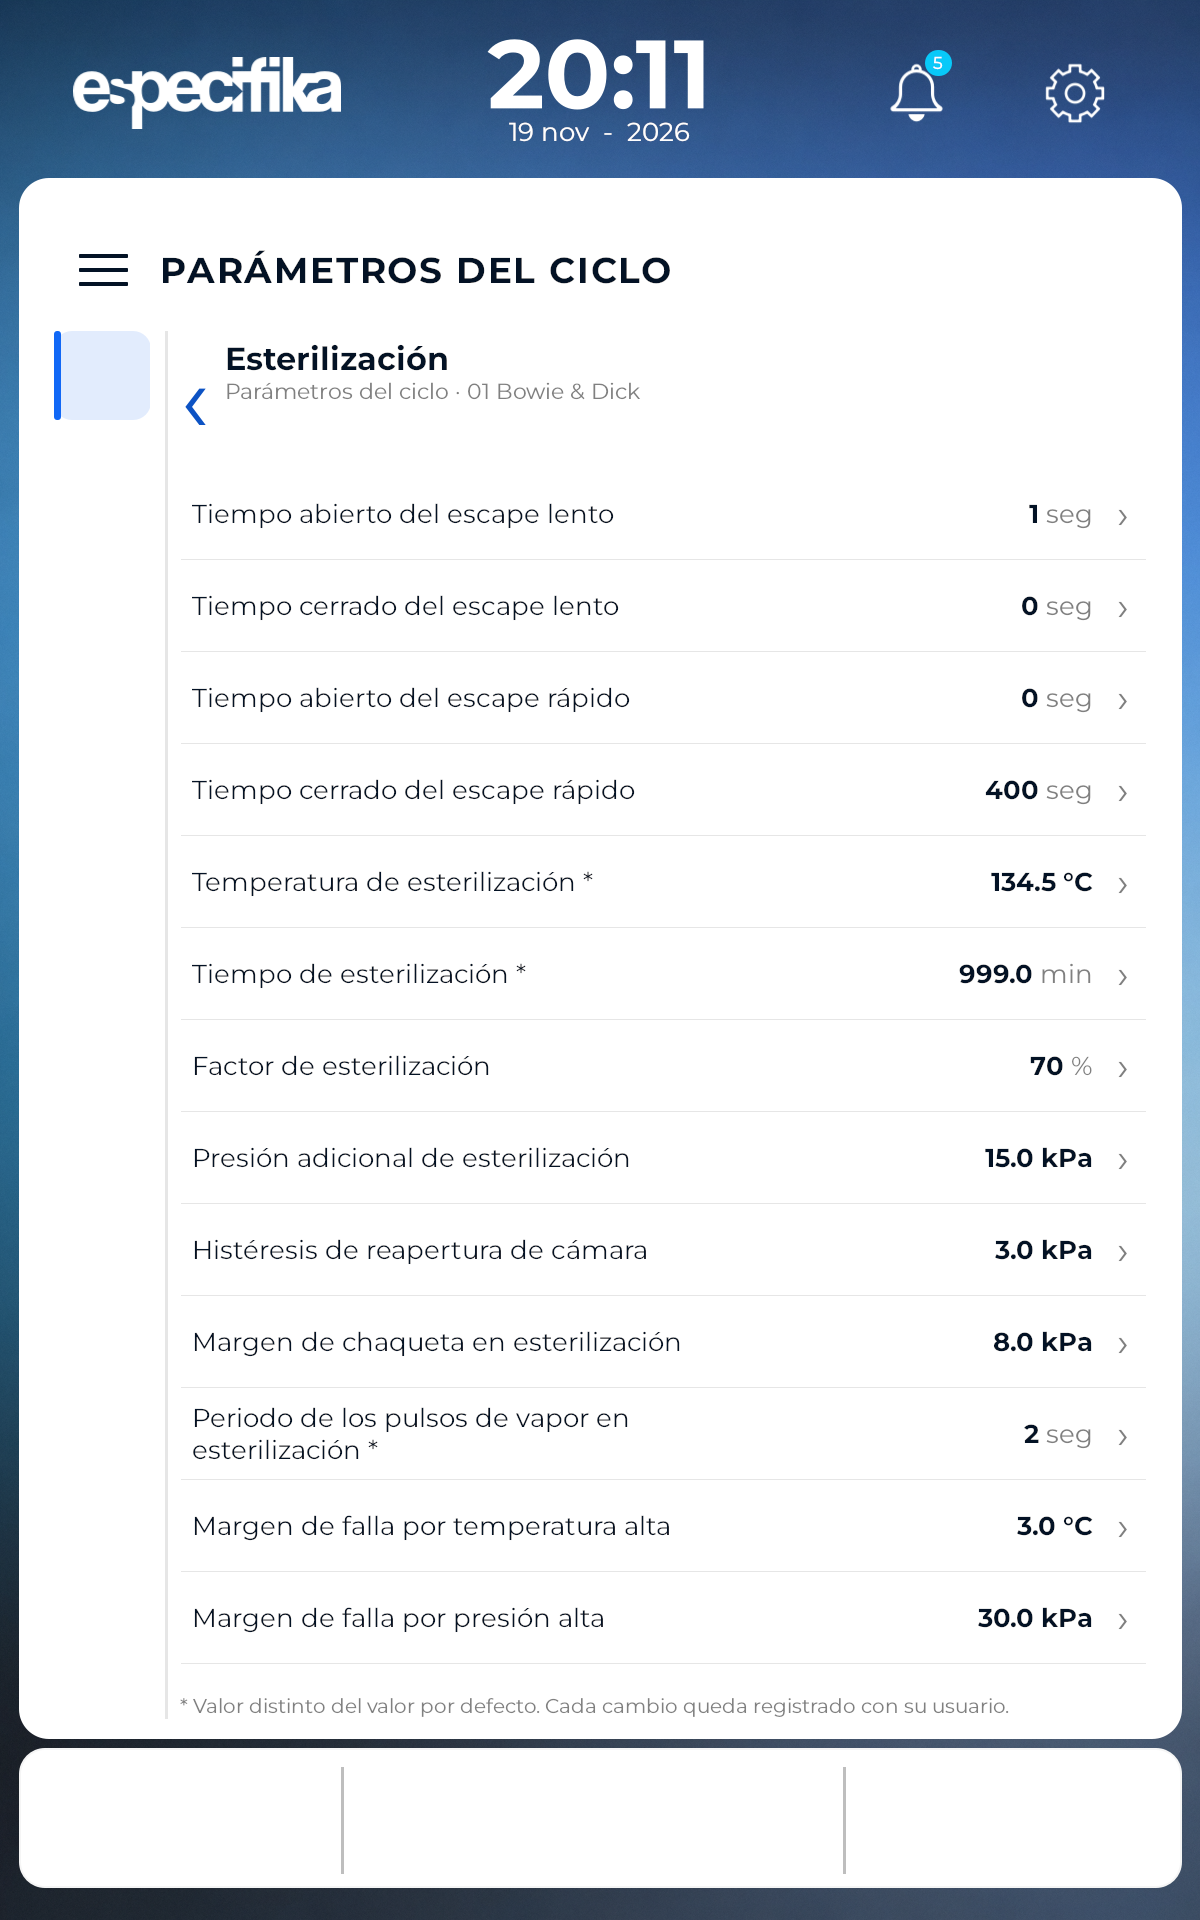 especifika
20:11
19 nov - 2026
5
PARÁMETROS DEL CICLO
Esterilización
Parámetros del ciclo · 01 Bowie & Dick
Tiempo abierto del escape lento 1 seg
Tiempo cerrado del escape lento 0 seg
Tiempo abierto del escape rápido 0 seg
Tiempo cerrado del escape rápido 400 seg
Temperatura de esterilización * 134.5 °C
Tiempo de esterilización * 999.0 min
Factor de esterilización 70 %
Presión adicional de esterilización 15.0 kPa
Histéresis de reapertura de cámara 3.0 kPa
Margen de chaqueta en esterilización 8.0 kPa
Periodo de los pulsos de vapor en
esterilización * 2 seg
Margen de falla por temperatura alta 3.0 °C
Margen de falla por presión alta 30.0 kPa
* Valor distinto del valor por defecto. Cada cambio queda registrado con su usuario.